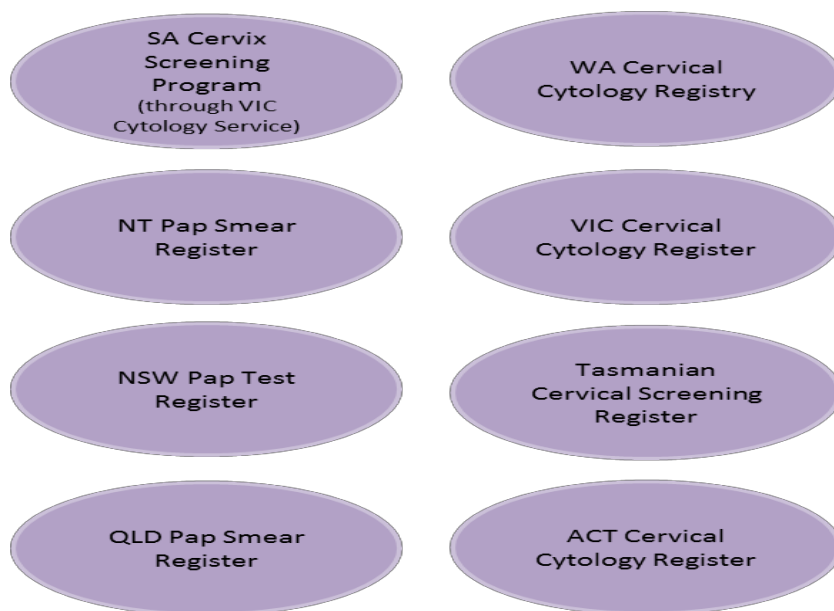 SA Cervix
Screening
Program
(through VIC
Cytology Service)
WA Cervical
Cytology Registry
NT Pap Smear
Register
VIC Cervical
Cytology Register
NSW Pap Test
Register
Tasmanian
Cervical Screening
Register
QLD Pap Smear
Register
ACT Cervical
Cytology Register